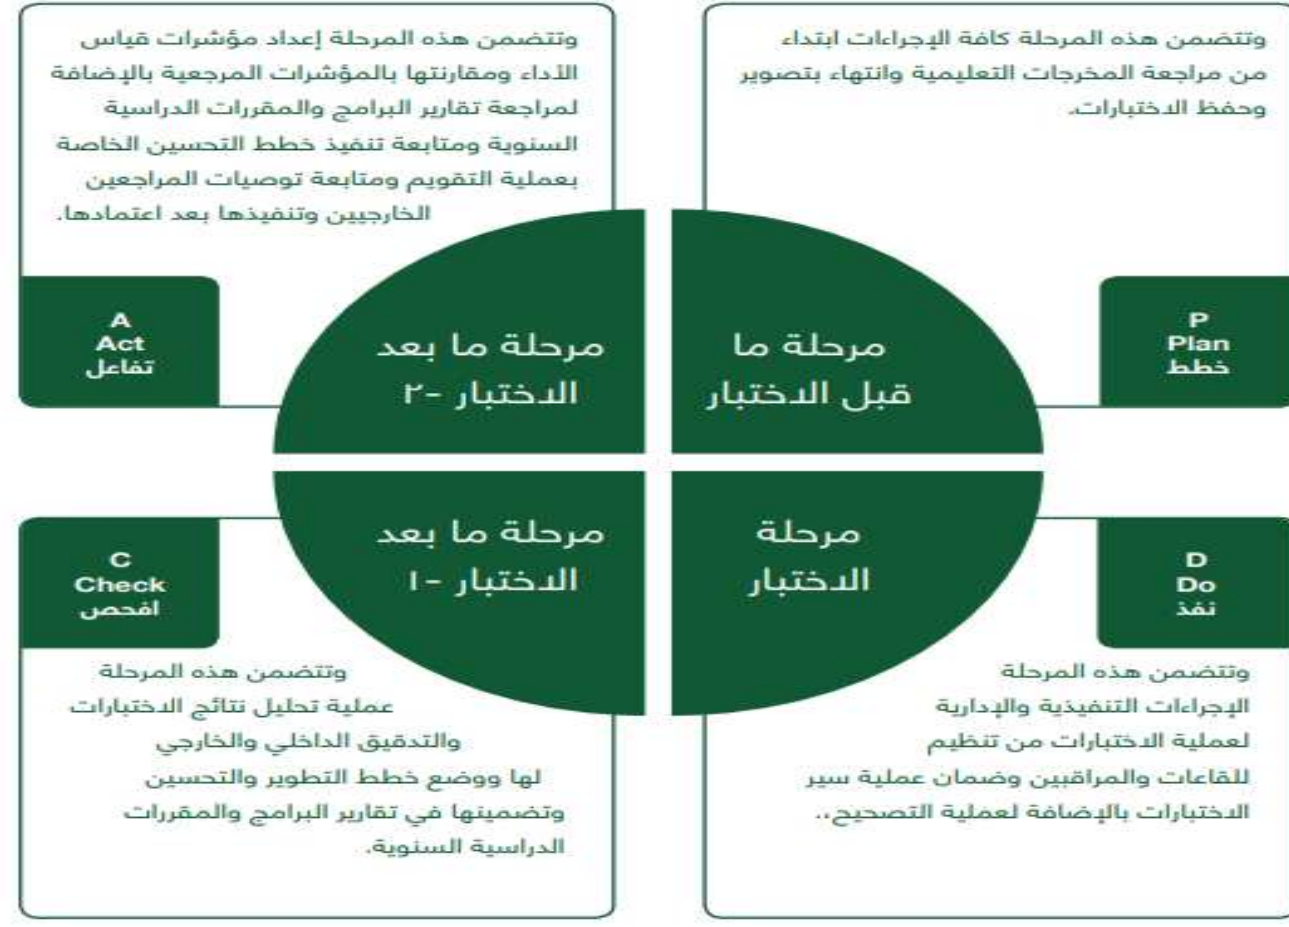 وتتضمن هذه المرحلة كافة الإجراءات ابتداء
من مراجعة المخرجات التعليمية وانتهاء بتصوير
وحفظ الاختبارات.
P
Plan
خطط
مرحلة ما
قبل الاختبار
وتتضمن هذه المرحلة إعداد مؤشرات قياس
الأداء ومقارنتها بالمؤشرات المرجعية بالإضافة
لمراجعة تقارير البرامج والمقررات الدراسية
السنوية ومتابعة تنفيذ خطط التحسين الخاصة
بعملية التقويم ومتابعة توصيات المراجعين
الخارجيين وتنفيذها بعد اعتمادها.
مرحلة ما بعد
الاختبار -٢
A
Act
تفاعل
D
Do
نفذ
مرحلة
الاختبار
وتتضمن هذه المرحلة
الإجراءات التنفيذية والإدارية
لعملية الاختبارات من تنظيم
للقاعات والمراقبين وضمان عملية سير
الاختبارات بالإضافة لعملية التصحيح،.
مرحلة ما بعد
الاختبار -١
C
Check
افحص
وتتضمن هذه المرحلة
عملية تحليل نتائج الاختبارات
والتدقيق الداخلي والخارجي
لها ووضع خطط التطوير والتحسين
وتضمينها في تقارير البرامج والمقررات
الدراسية السنوية.